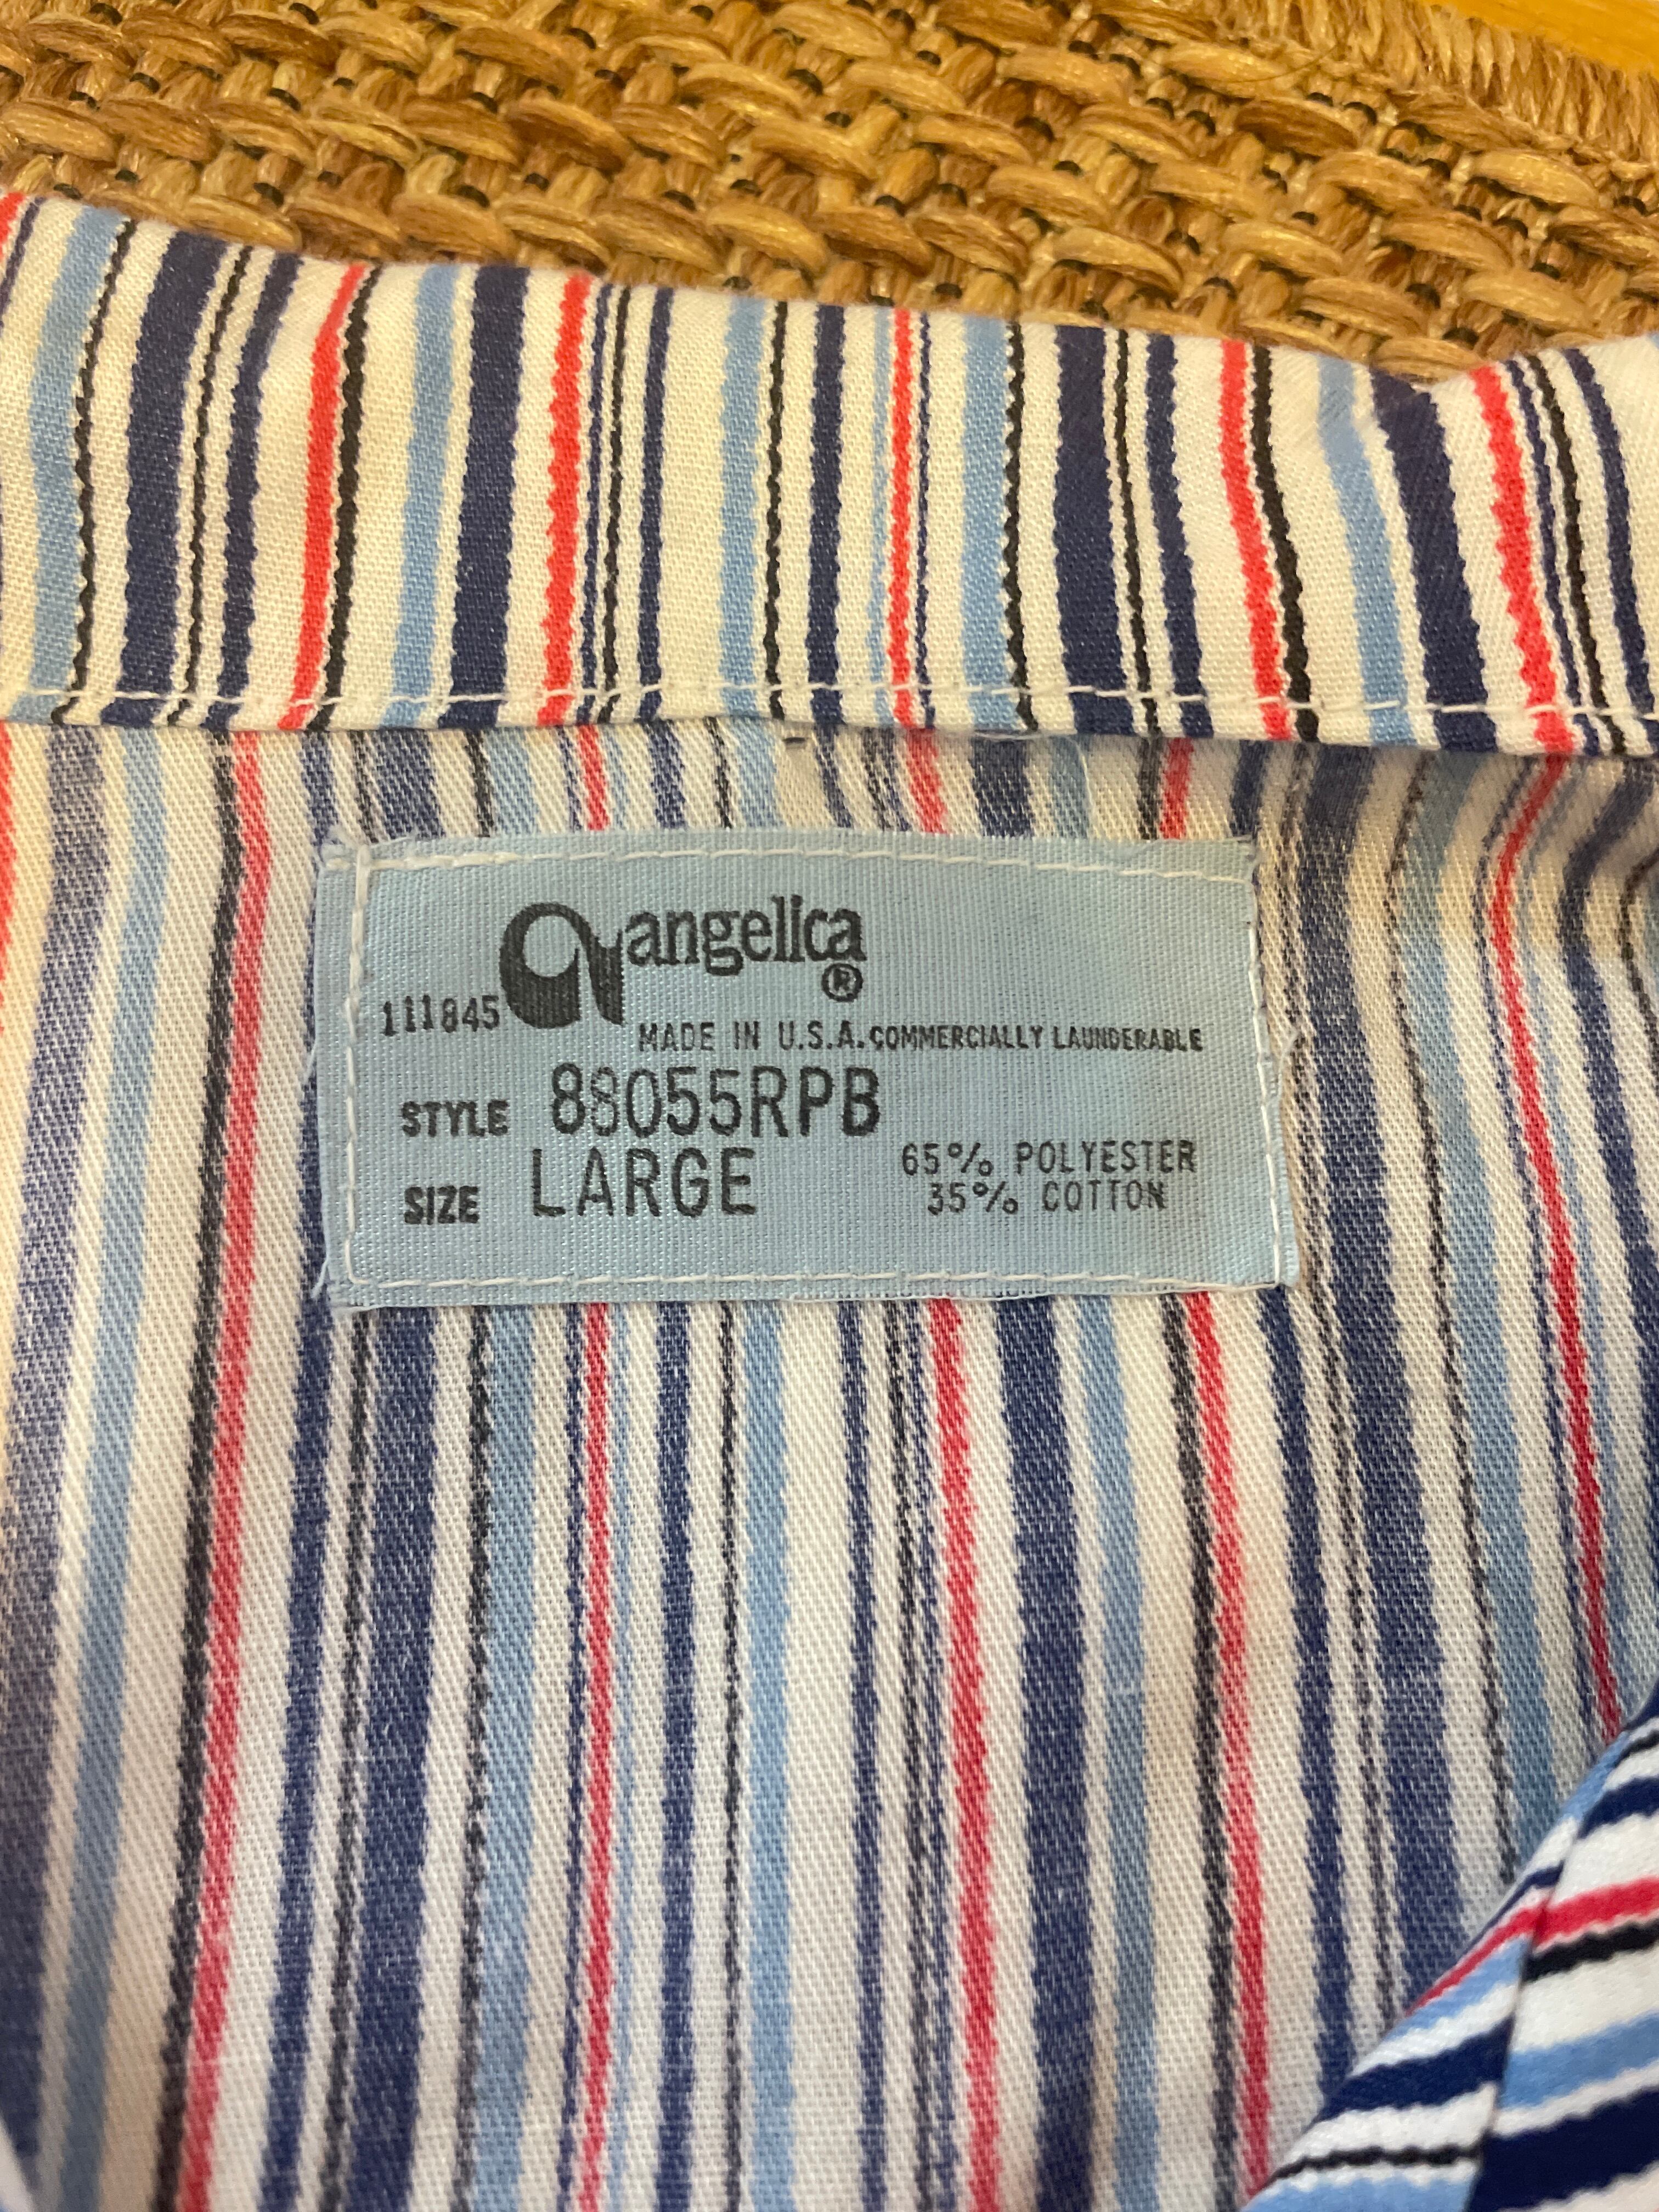 angelica
®
111845
MADE IN U.S.A. COMMERCIALLY LAUNDERABLE
STYLE 88055RPB
SIZE LARGE
65% POLYESTER
35% COTTON